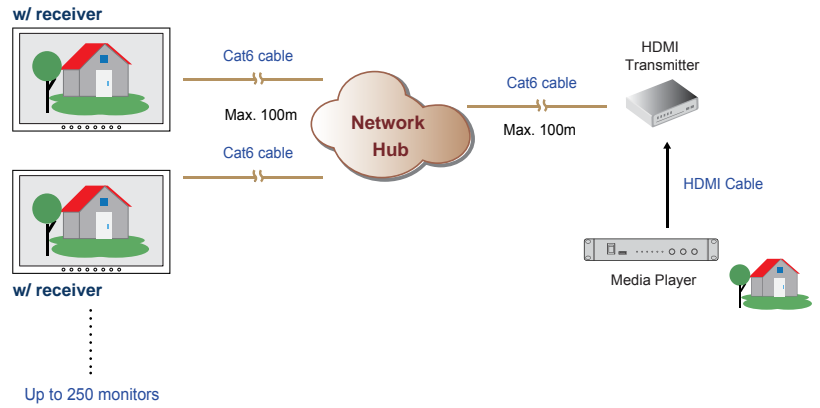 w/ receiver
Cat6 cable
Max. 100m
Cat6 cable
Network
Hub
Cat6 cable
Max. 100m
HDMI
Transmitter
HDMI Cable
Media Player
w/ receiver
Up to 250 monitors